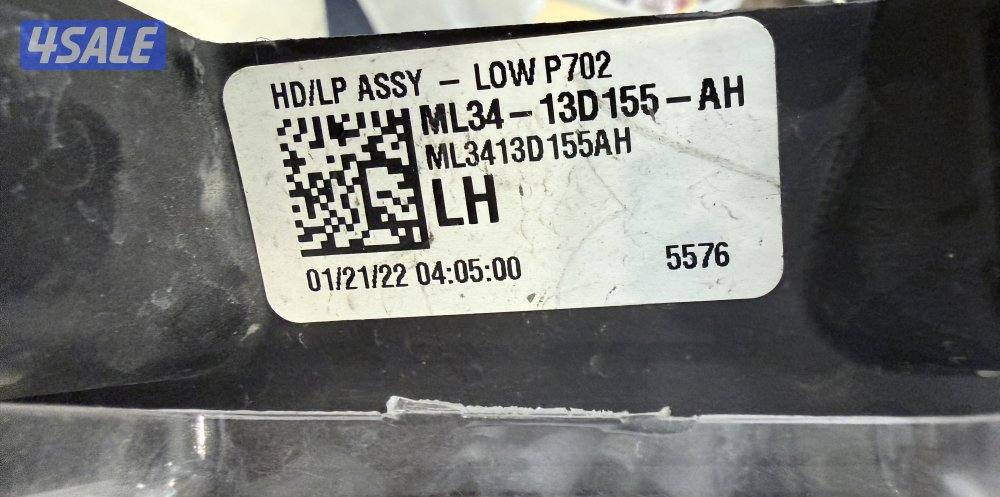 4SALE
HD/LP ASSY - LOW P702
ML34-13D155-AH
ML3413D155AH
LH
01/21/22 04:05:00
5576